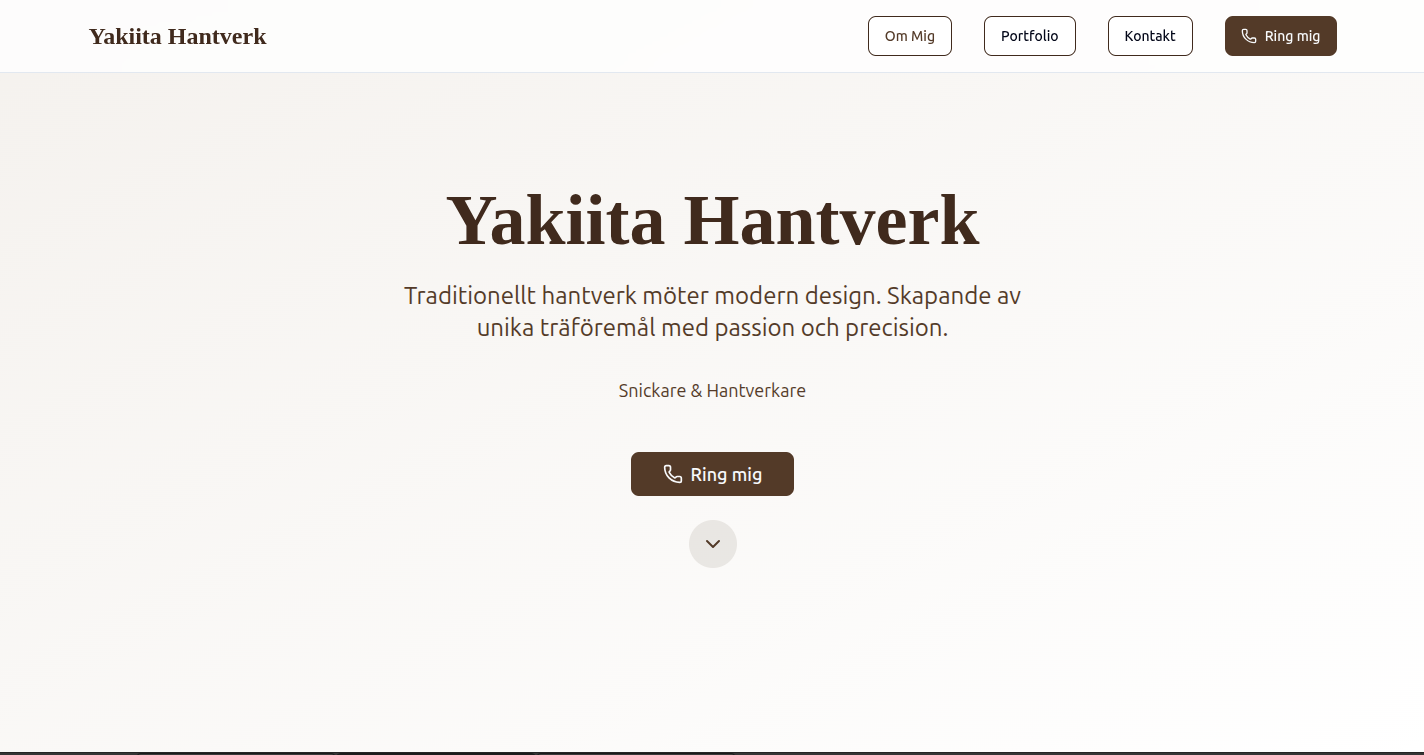 Yakiita Hantverk
Om Mig
Portfolio
Kontakt
Ring mig
Yakiita Hantverk
Traditionellt hantverk möter modern design. Skapande av
unika träföremål med passion och precision.
Snickare & Hantverkare
Ring mig